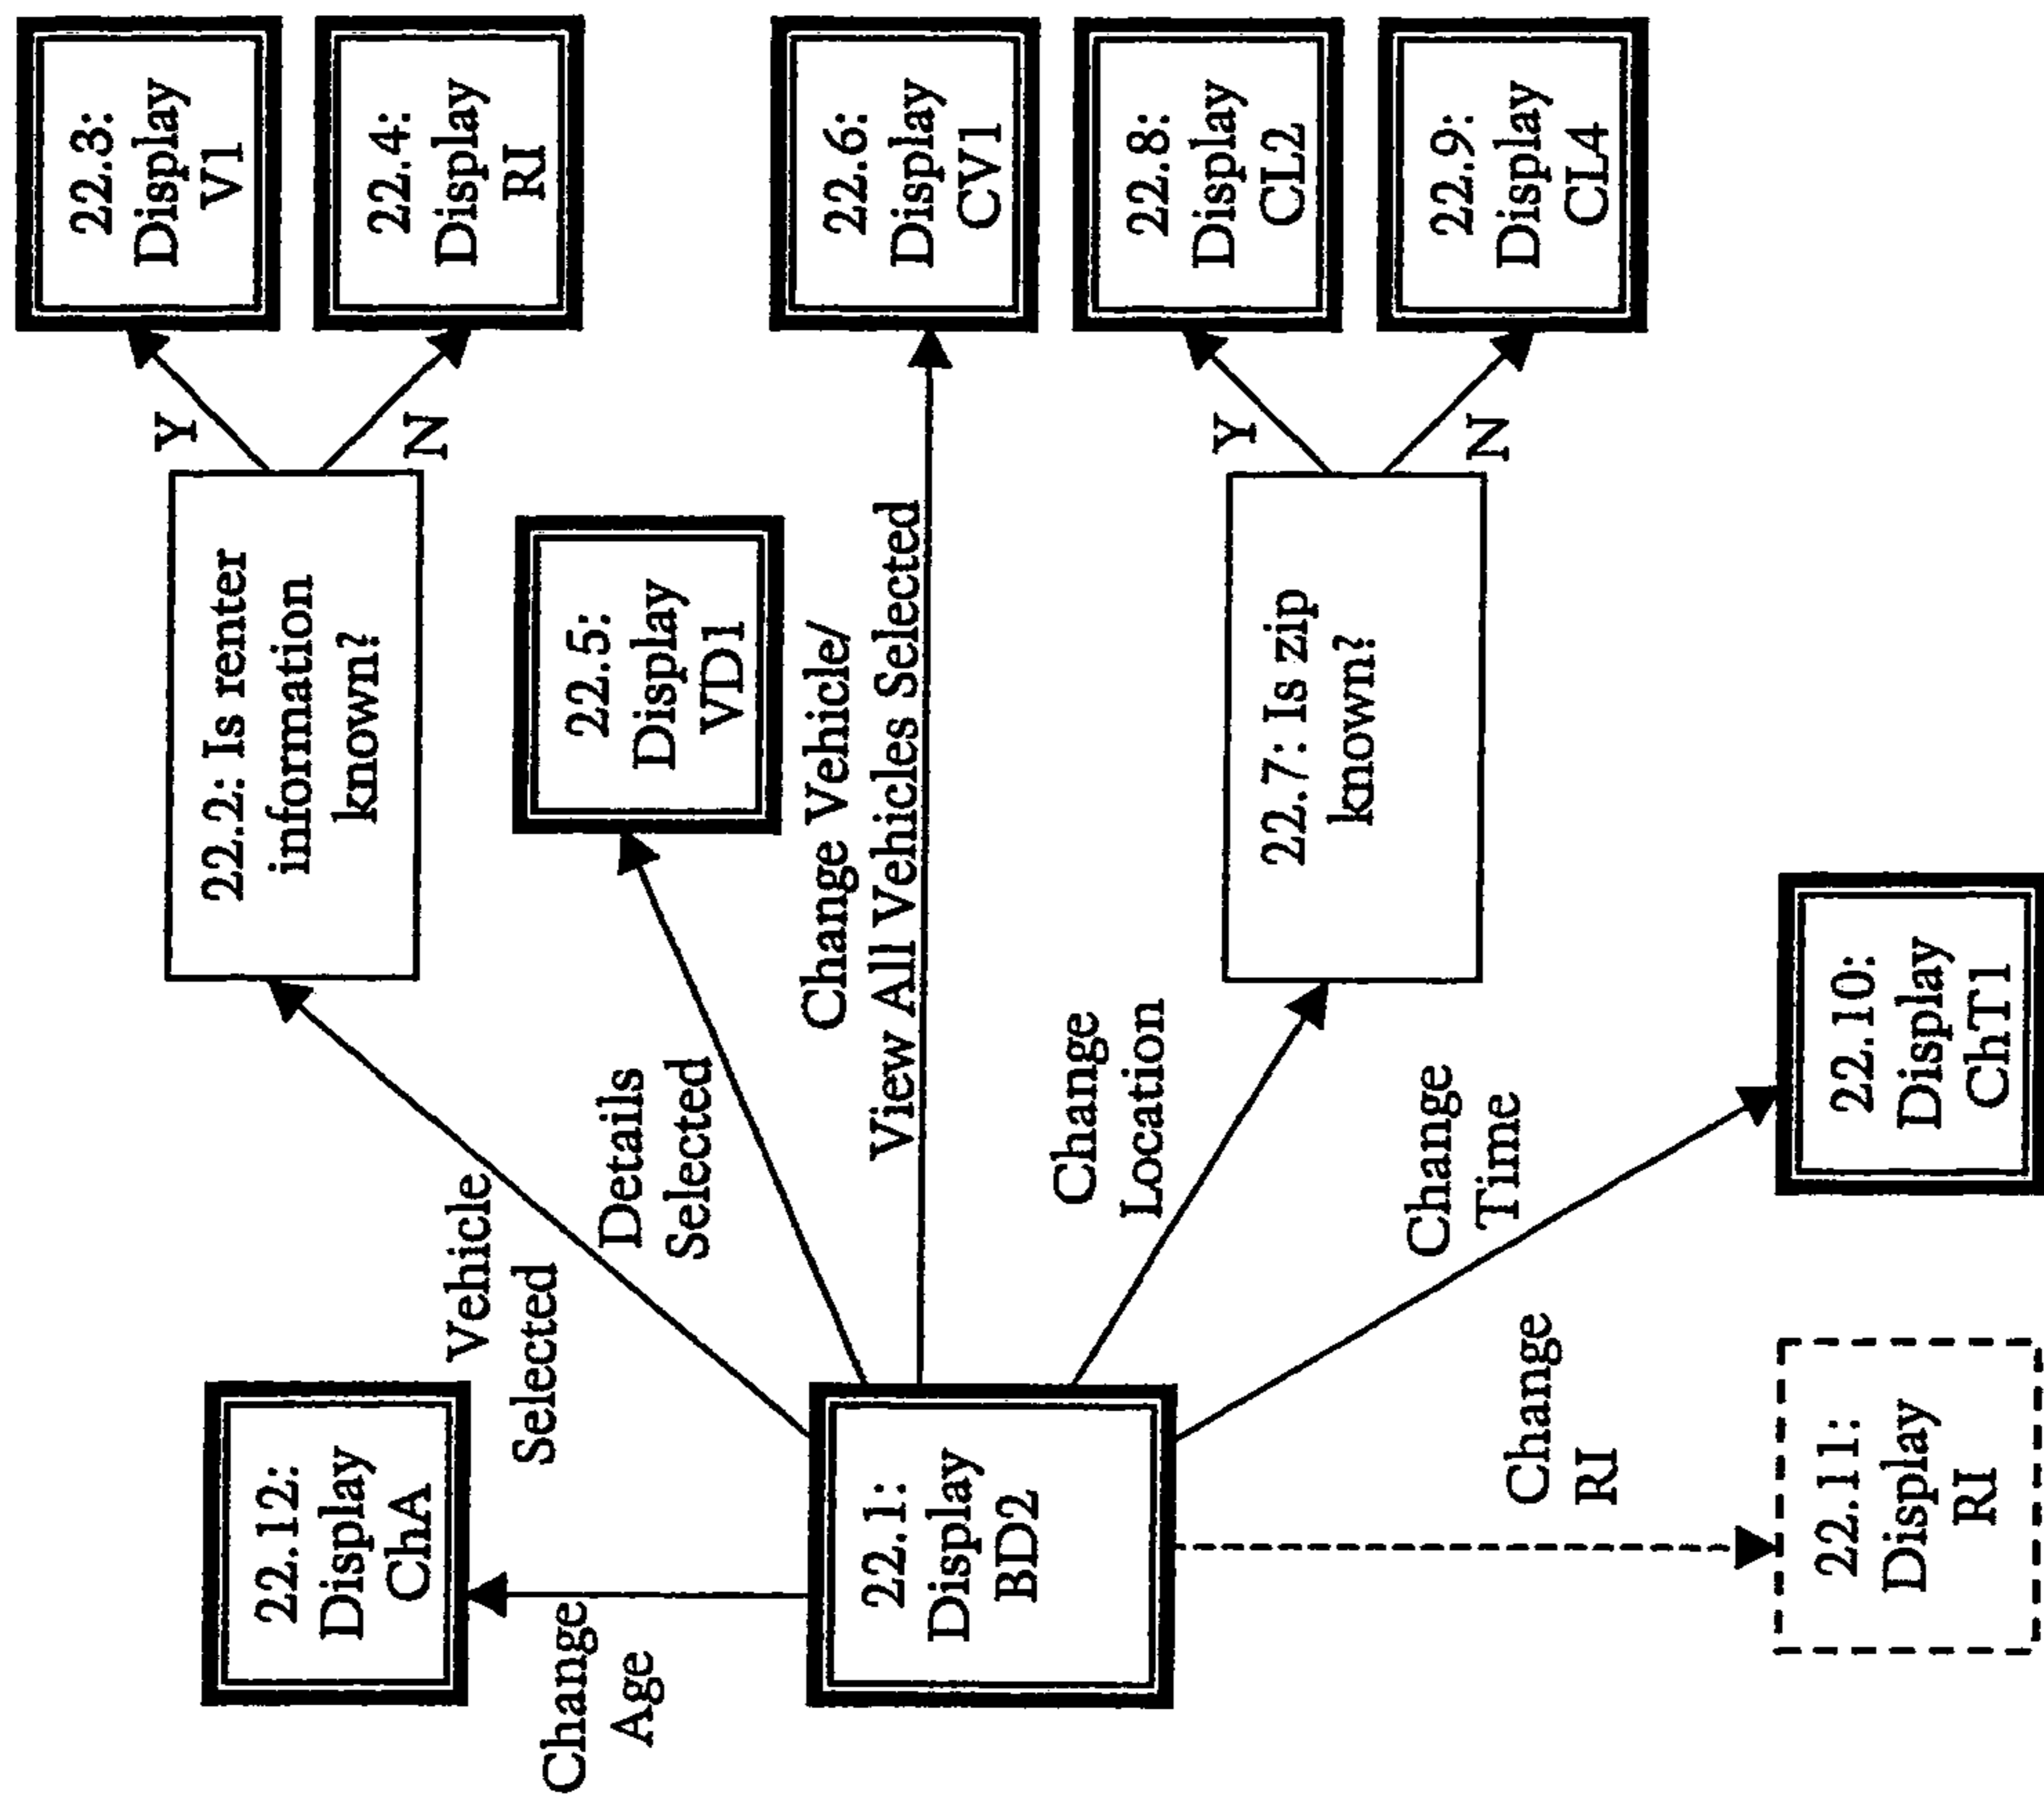 22.12:
Display
ChA
Change
Age
Vehicle
Selected
22.2: Is renter
information
known?
Y
N
22.3:
Display
V1
22.4:
Display
RI
Details
Selected
22.5:
Display
VD1
22.1:
Display
BD2
Change Vehicle/
View All Vehicles Selected
22.6:
Display
CV1
Change
Location
22.7: Is zip
known?
Y
N
22.8:
Display
CL2
22.9:
Display
CL4
Change
Time
22.10:
Display
ChT1
Change
RI
22.11:
Display
RI